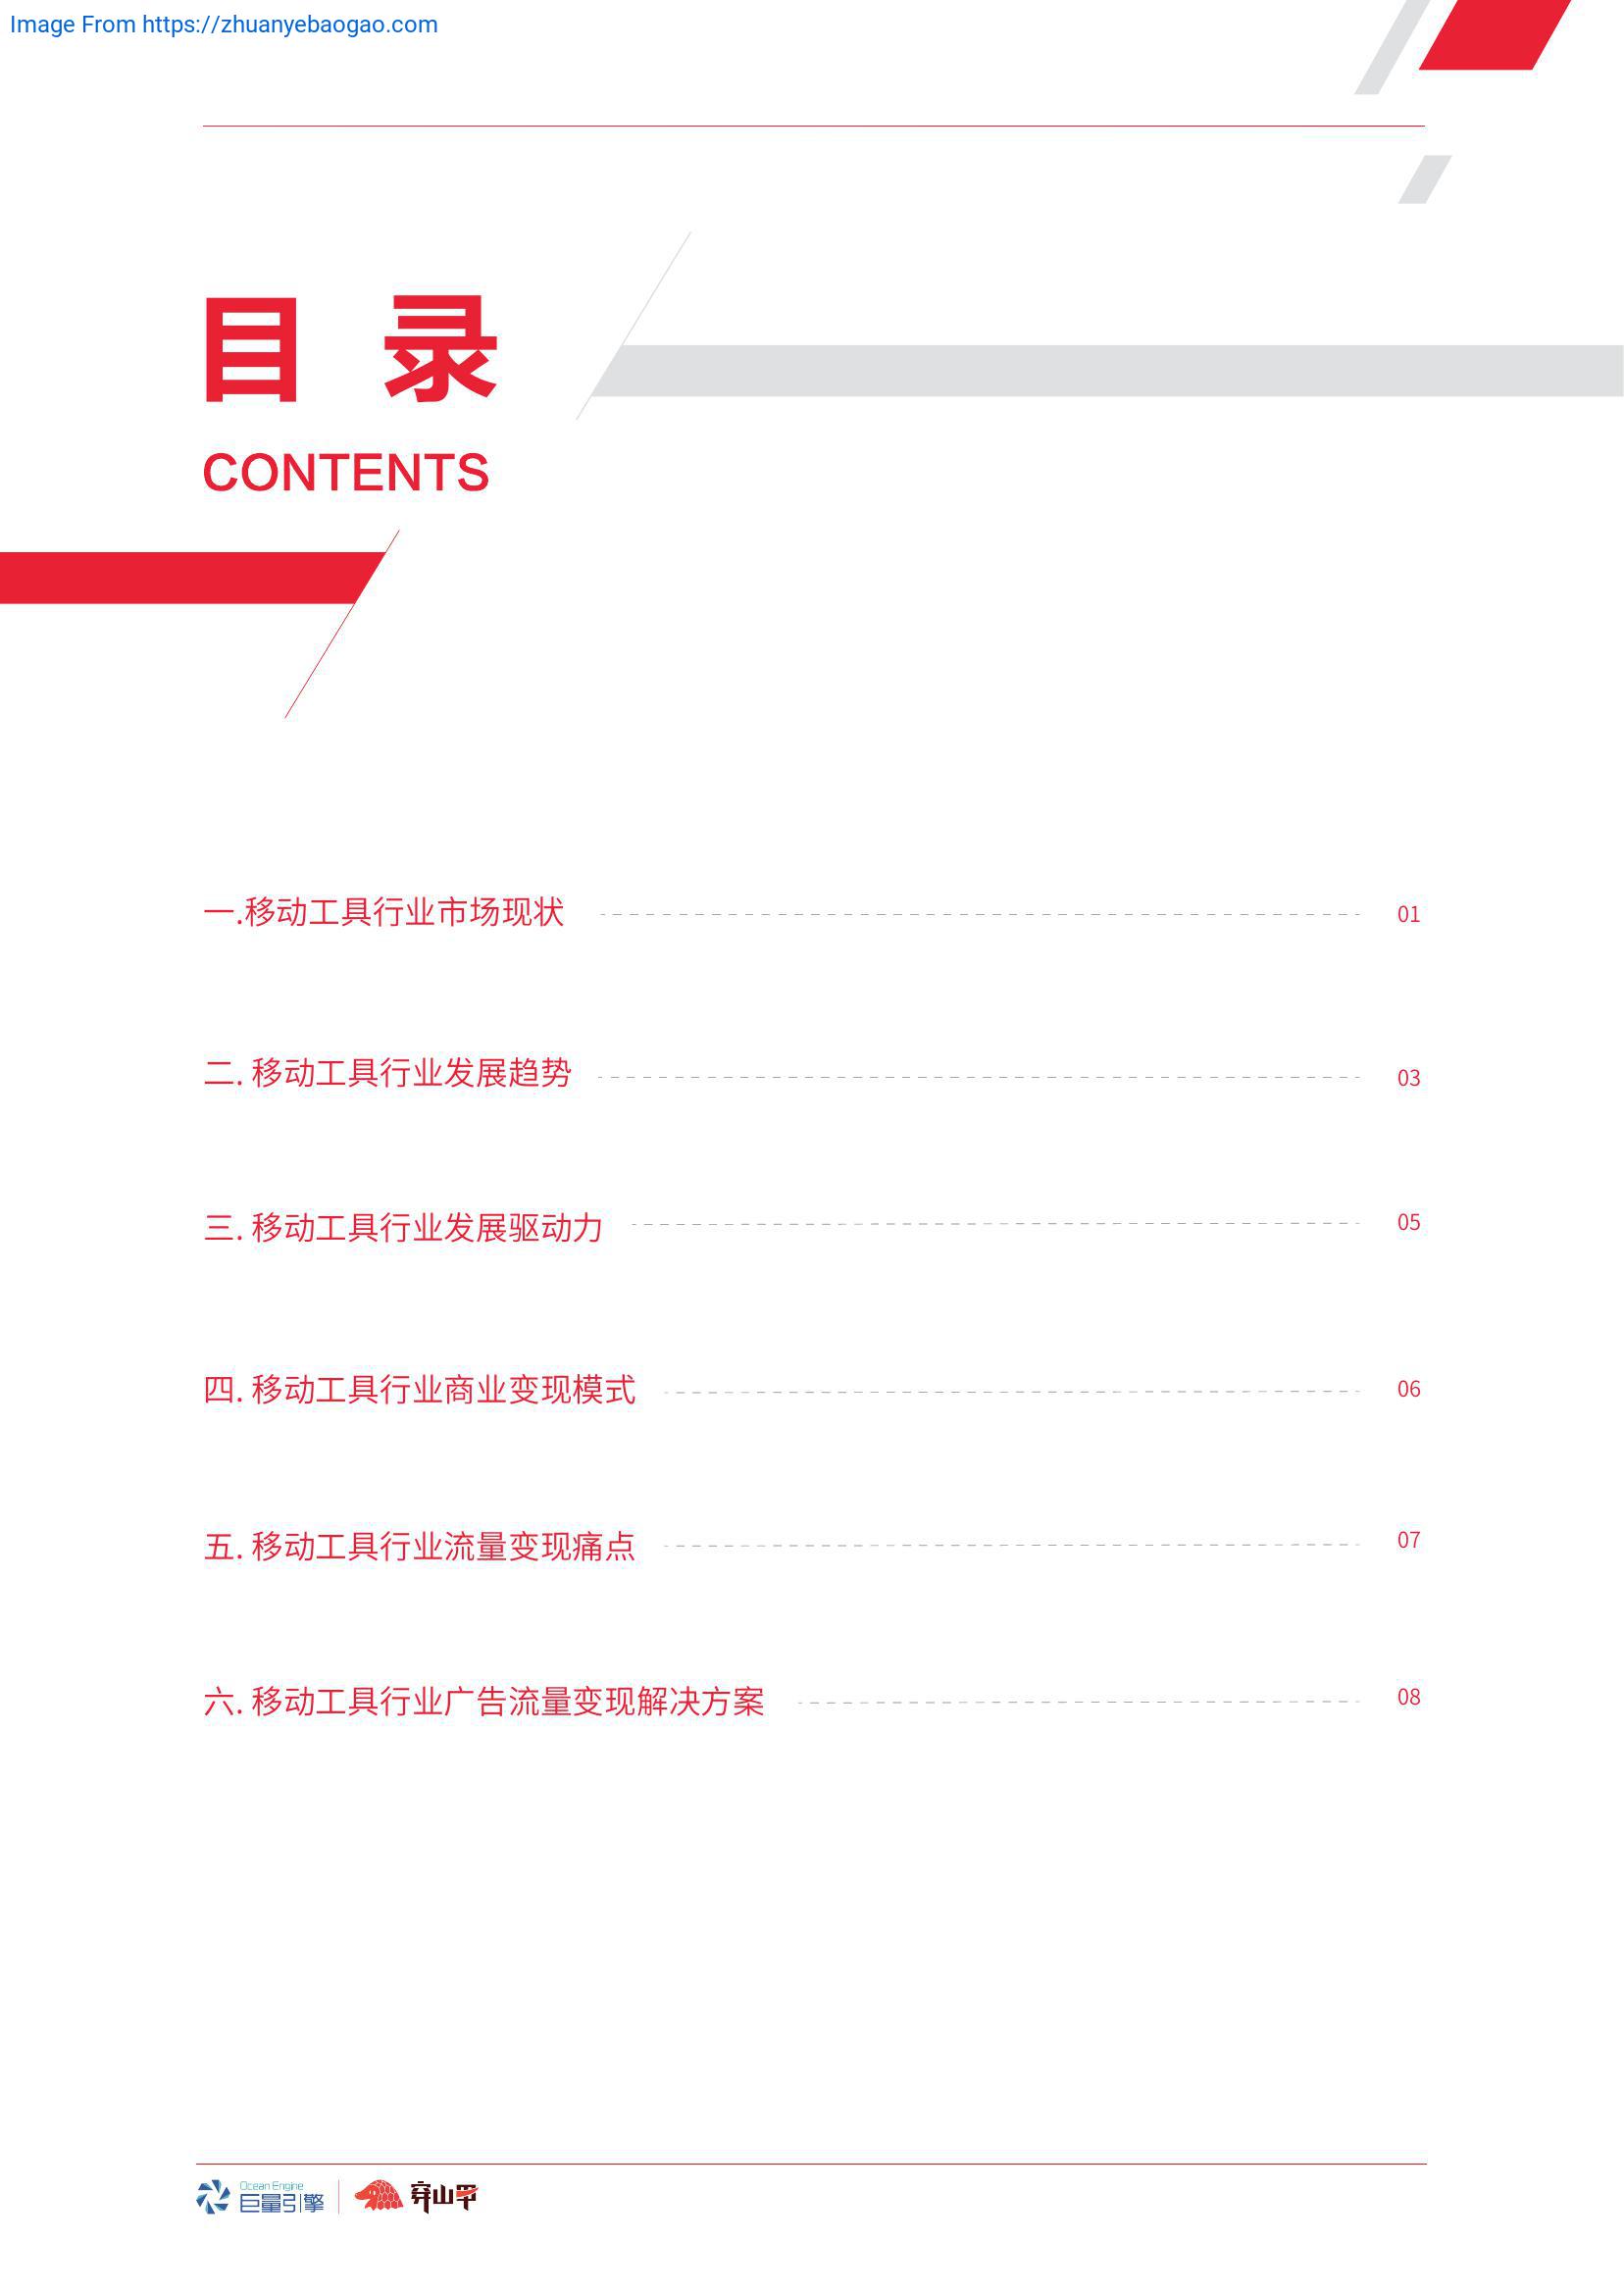 Image From https://zhuanyebaogao.com
目 录
CONTENTS
一.移动工具行业市场现状 01
二. 移动工具行业发展趋势 03
三. 移动工具行业发展驱动力 05
四. 移动工具行业商业变现模式 06
五. 移动工具行业流量变现痛点 07
六. 移动工具行业广告流量变现解决方案 08
Ocean Engine
巨量引擎
穿山甲